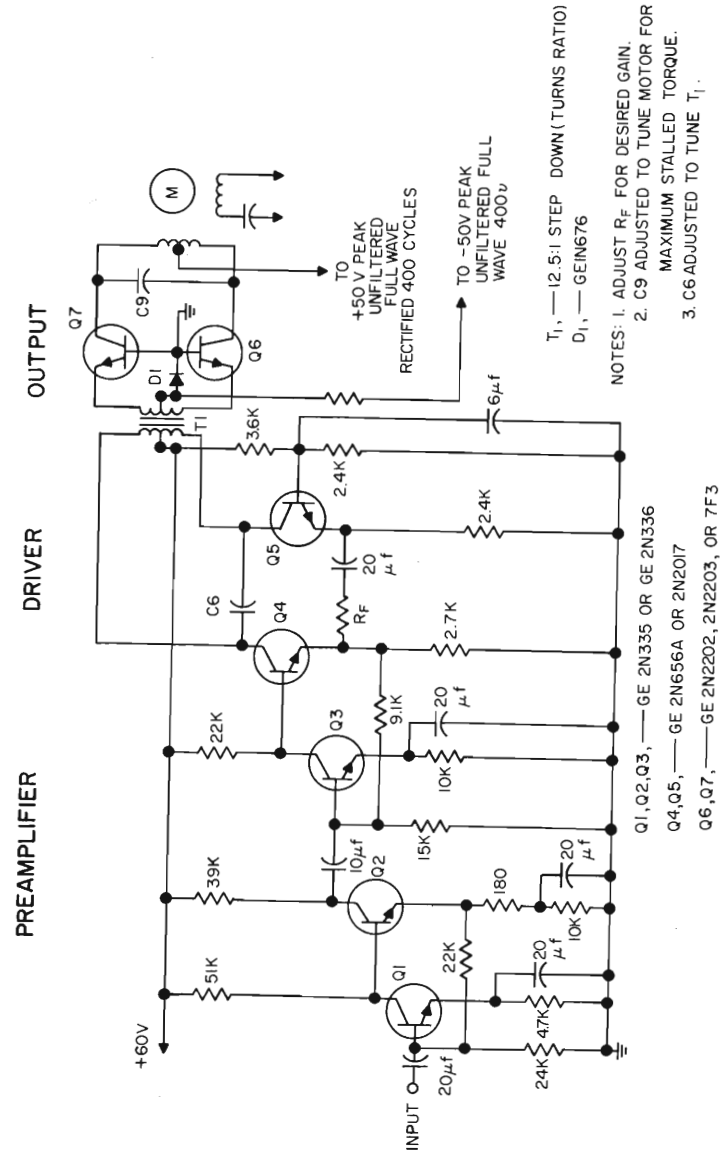 PREAMPLIFIER
DRIVER
OUTPUT
+60V
51K
39K
22K
Q7
C9
Q6
D1
T1
M
TO
+50 V PEAK
UNFILTERED
FULL WAVE
RECTIFIED 400 CYCLES
TO -50V PEAK
UNFILTERED FULL
WAVE 400ν
C6
3.6K
Q4
Q5
Q3
10μf
Q2
Q1
INPUT
20μf
22K
9.1K
RF
20
μf
2.4K
6μf
24K
4.7K
20
μf
180
10K
20
μf
15K
10K
20
μf
2.7K
2.4K
T1, — 12.5:1 STEP DOWN (TURNS RATIO)
D1, — GEIN676
NOTES: 1. ADJUST RF FOR DESIRED GAIN.
2. C9 ADJUSTED TO TUNE MOTOR FOR
MAXIMUM STALLED TORQUE.
3. C6 ADJUSTED TO TUNE T1.
Q1,Q2,Q3, — GE 2N335 OR GE 2N336
Q4,Q5, — GE 2N656A OR 2N2017
Q6,Q7, — GE 2N2202, 2N2203, OR 7F3